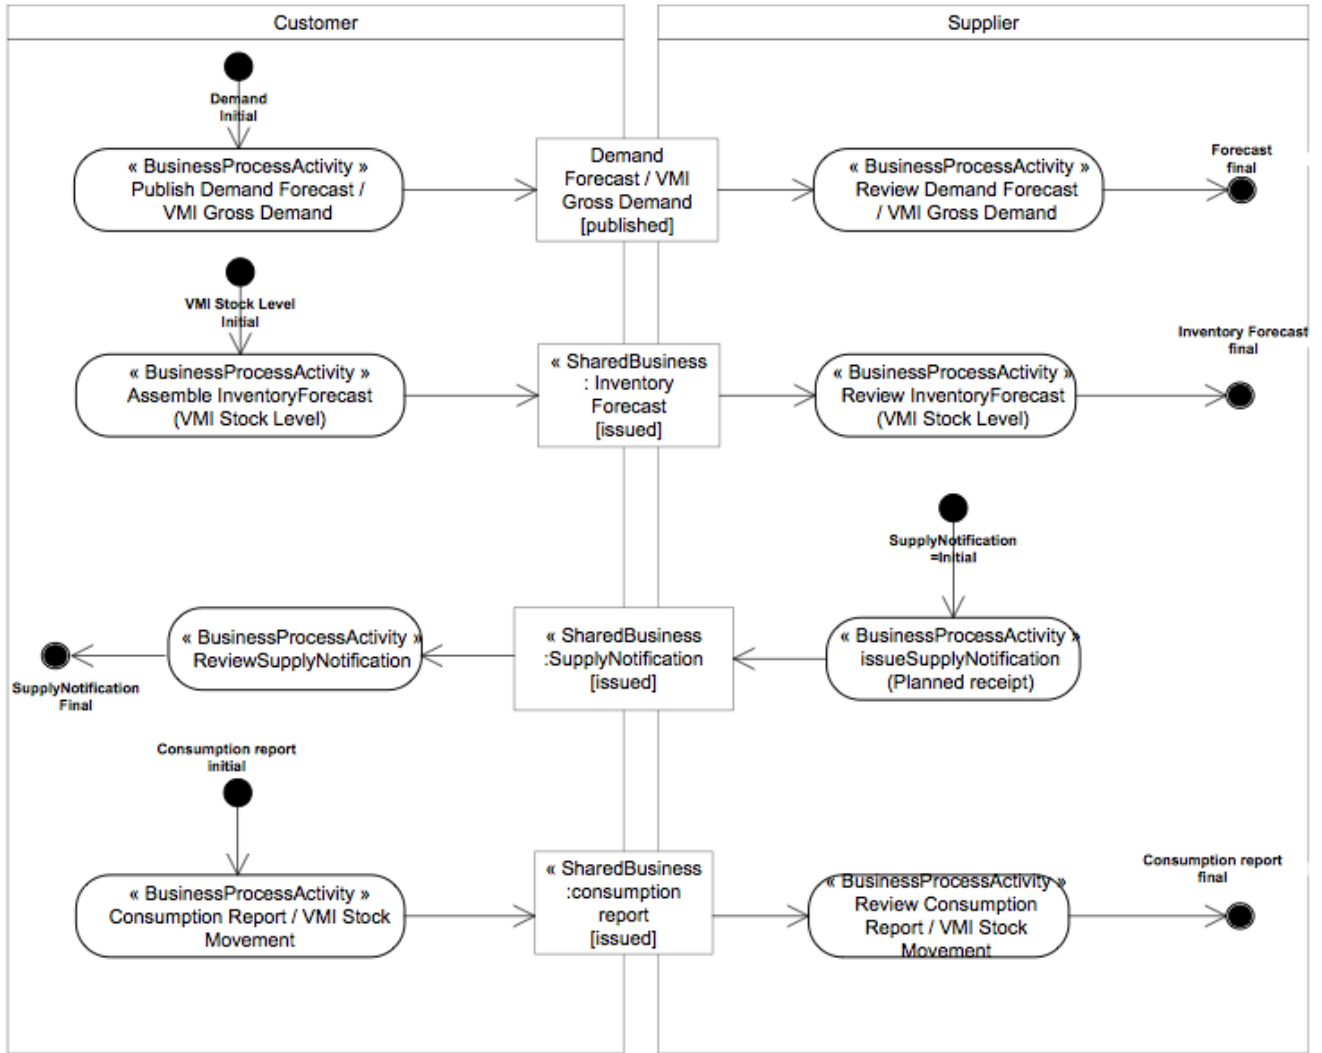 Customer
Supplier
Demand
Initial
« BusinessProcessActivity »
Publish Demand Forecast /
VMI Gross Demand
Demand
Forecast / VMI
Gross Demand
[published]
« BusinessProcessActivity »
Review Demand Forecast
/ VMI Gross Demand
Forecast
final
VMI Stock Level
Initial
« BusinessProcessActivity »
Assemble InventoryForecast
(VMI Stock Level)
« SharedBusiness
: Inventory
Forecast
[issued]
« BusinessProcessActivity »
Review InventoryForecast
(VMI Stock Level)
Inventory Forecast
final
SupplyNotification
=Initial
SupplyNotification
Final
« BusinessProcessActivity »
ReviewSupplyNotification
« SharedBusiness
:SupplyNotification
[issued]
« BusinessProcessActivity »
issueSupplyNotification
(Planned receipt)
Consumption report
initial
« BusinessProcessActivity »
Consumption Report / VMI Stock
Movement
« SharedBusiness
:consumption
report
[issued]
« BusinessProcessActivity »
Review Consumption
Report / VMI Stock
Movement
Consumption report
final